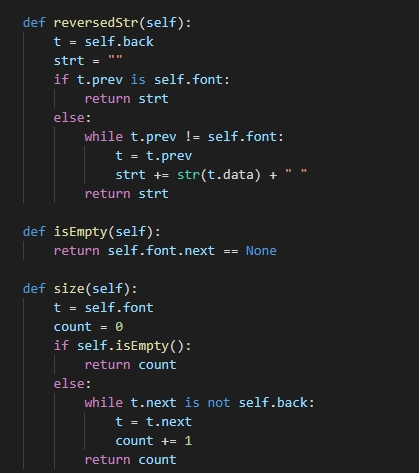 def reversedStr(self):
    t = self.back
    strt = ""
    if t.prev is self.font:
        return strt
    else:
        while t.prev != self.font:
            t = t.prev
            strt += str(t.data) + " "
        return strt

def isEmpty(self):
    return self.font.next == None

def size(self):
    t = self.font
    count = 0
    if self.isEmpty():
        return count
    else:
        while t.next is not self.back:
            t = t.next
            count += 1
        return count